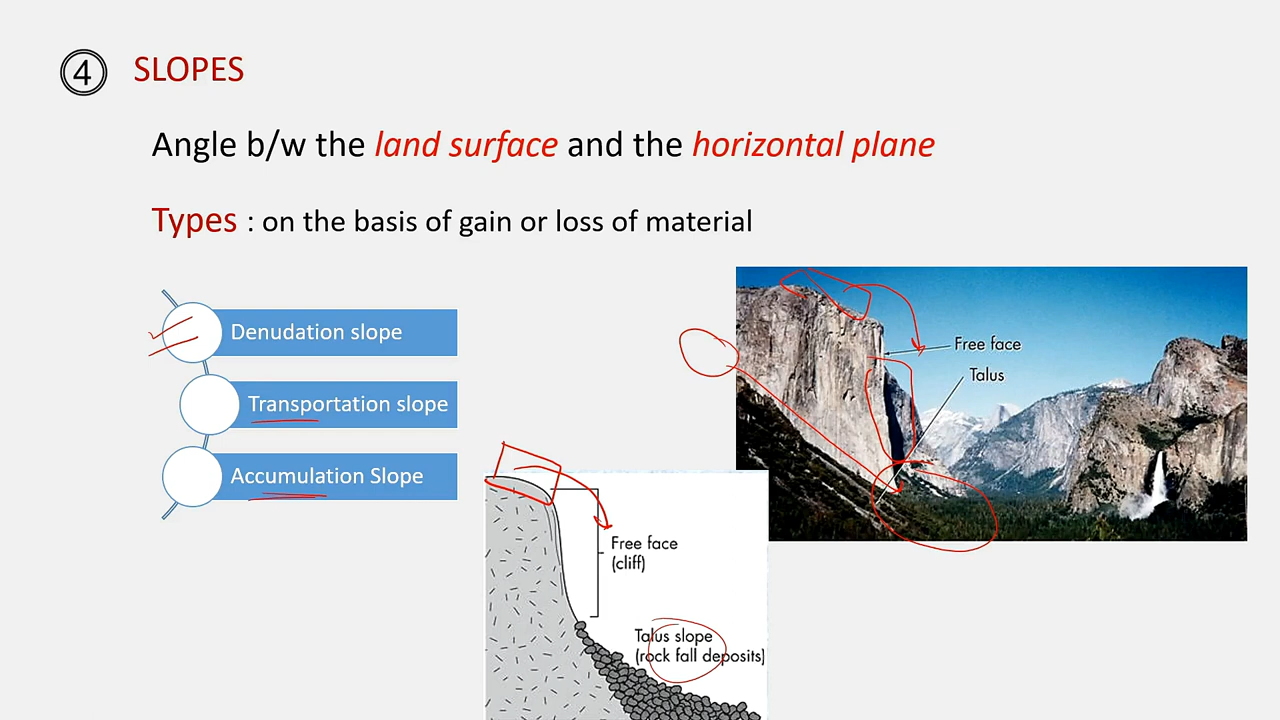 4 SLOPES
Angle b/w the land surface and the horizontal plane
Types : on the basis of gain or loss of material
Denudation slope
Transportation slope
Accumulation Slope
Free face
Talus
Free face
(cliff)
Talus slope
(rock fall deposits)